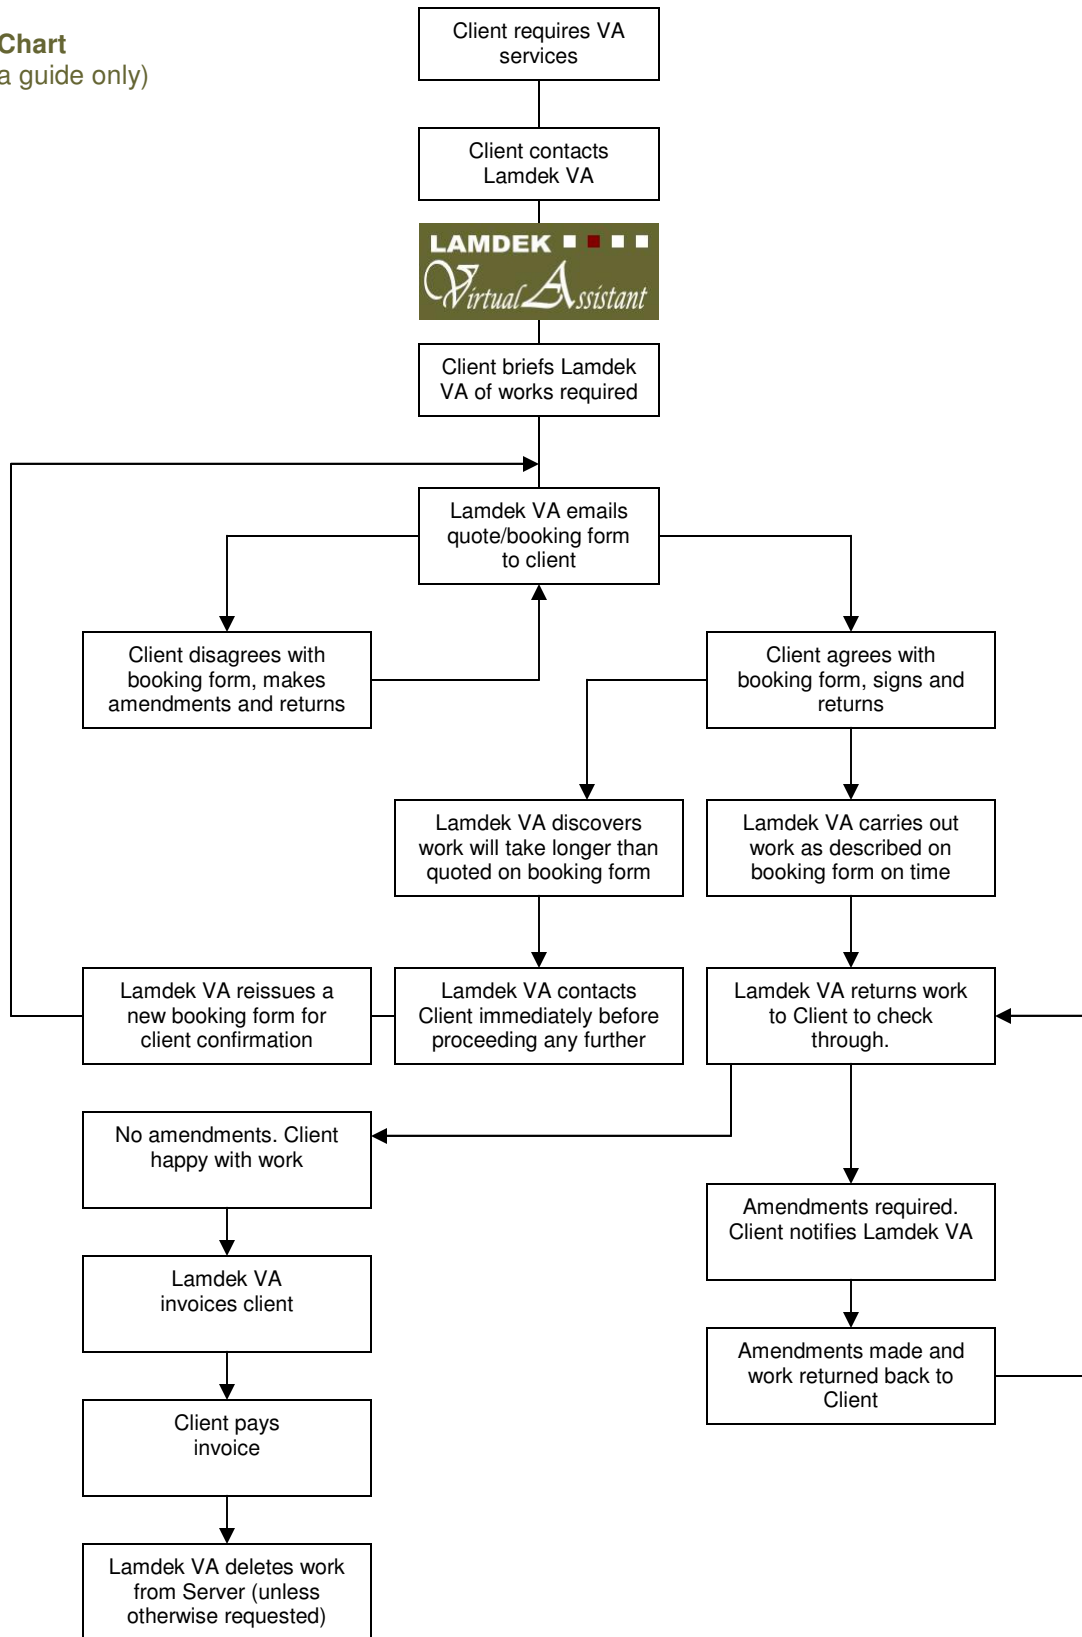 Chart
a guide only)
Client requires VA
services
Client contacts
Lamdek VA
LAMDEK
Virtual Assistant
Client briefs Lamdek
VA of works required
Lamdek VA emails
quote/booking form
to client
Client disagrees with
booking form, makes
amendments and returns
Client agrees with
booking form, signs and
returns
Lamdek VA discovers
work will take longer than
quoted on booking form
Lamdek VA carries out
work as described on
booking form on time
Lamdek VA reissues a
new booking form for
client confirmation
Lamdek VA contacts
Client immediately before
proceeding any further
Lamdek VA returns work
to Client to check
through.
No amendments. Client
happy with work
Amendments required.
Client notifies Lamdek VA
Lamdek VA
invoices client
Amendments made and
work returned back to
Client
Client pays
invoice
Lamdek VA deletes work
from Server (unless
otherwise requested)